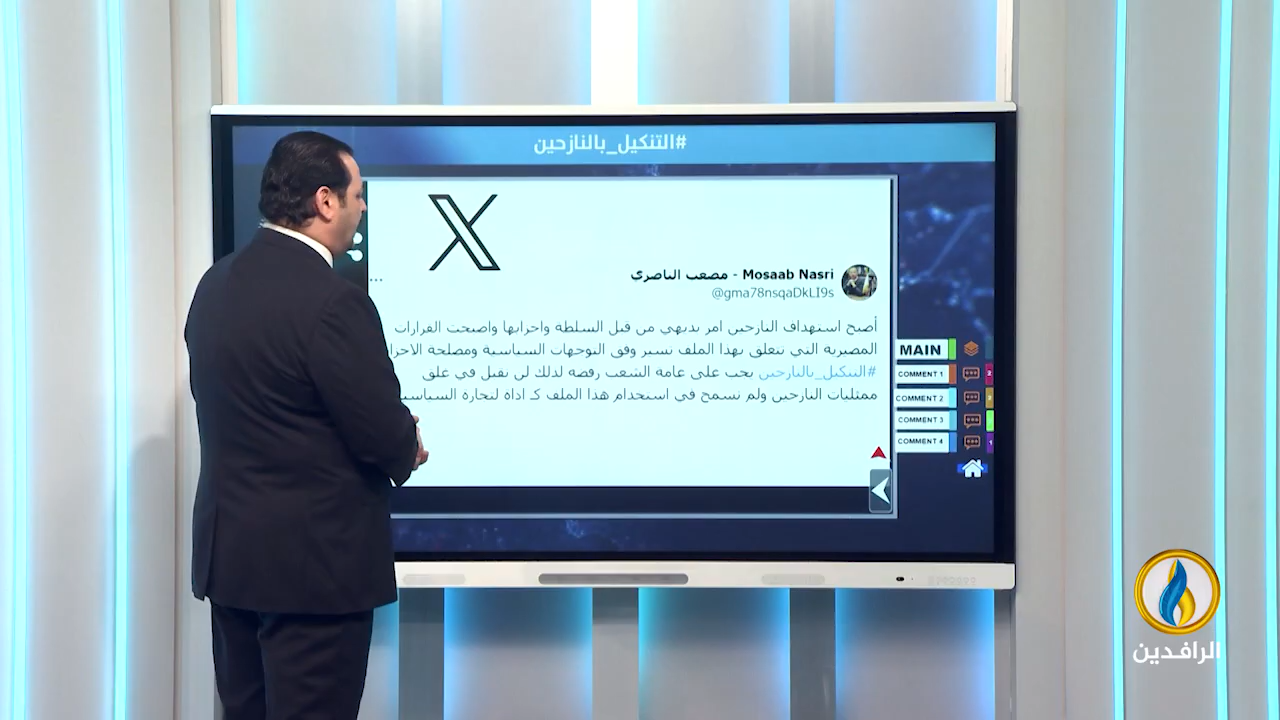 #التنكيل_بالنازحين
X
Mosaab Nasri - مصعب الناصري
@gma78nsqaDkLI9s
...
أصبح استهداف النازحين امر بديهي من قبل السلطة واحزابها واصبحت القرارات
المصيرية التي تتعلق بهذا الملف تسير وفق التوجهات السياسية ومصلحة
#التنكيل_بالنازحين يجب على عامة الشعب رفضه لذلك لن نقبل في غلق
ممثليات النازحين ولم نسمح في استخدام هذا الملف كـ اداة لتجارة
MAIN
COMMENT 1
2
COMMENT 2
COMMENT 3
COMMENT 4
1
الرافدين